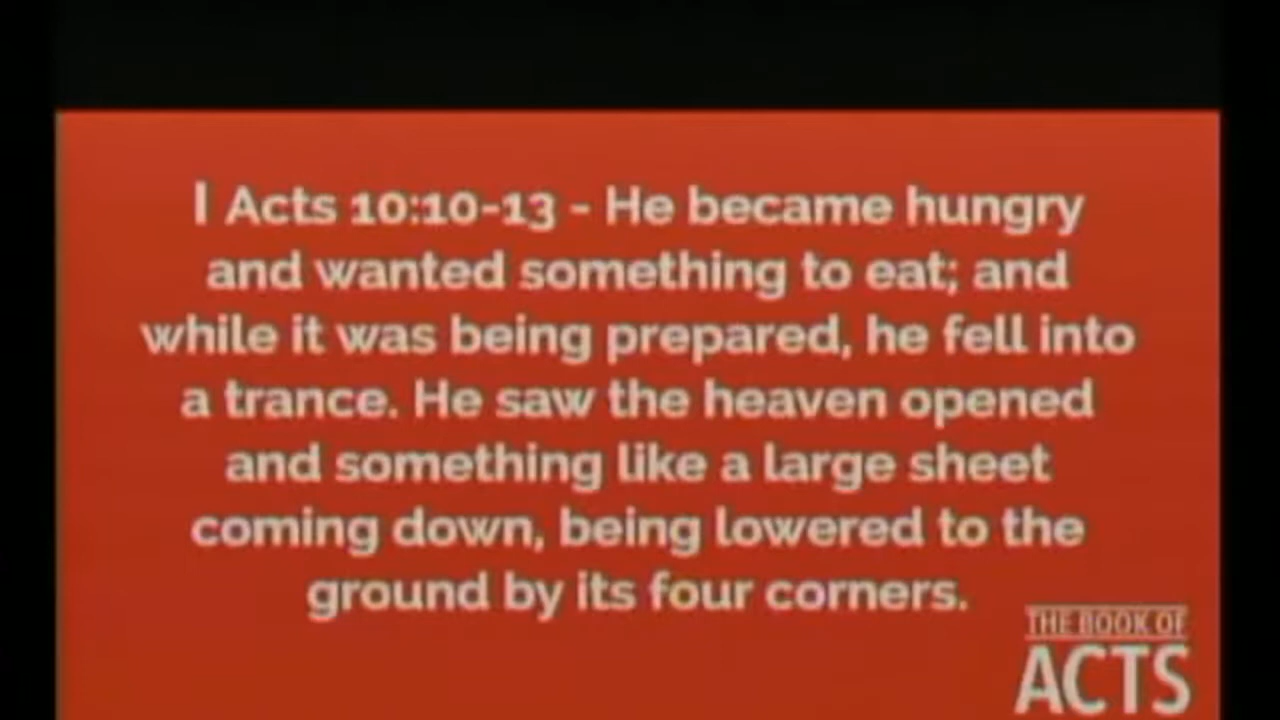 I Acts 10:10-13 - He became hungry
and wanted something to eat; and
while it was being prepared, he fell into
a trance. He saw the heaven opened
and something like a large sheet
coming down, being lowered to the
ground by its four corners.
THE BOOK OF
ACTS